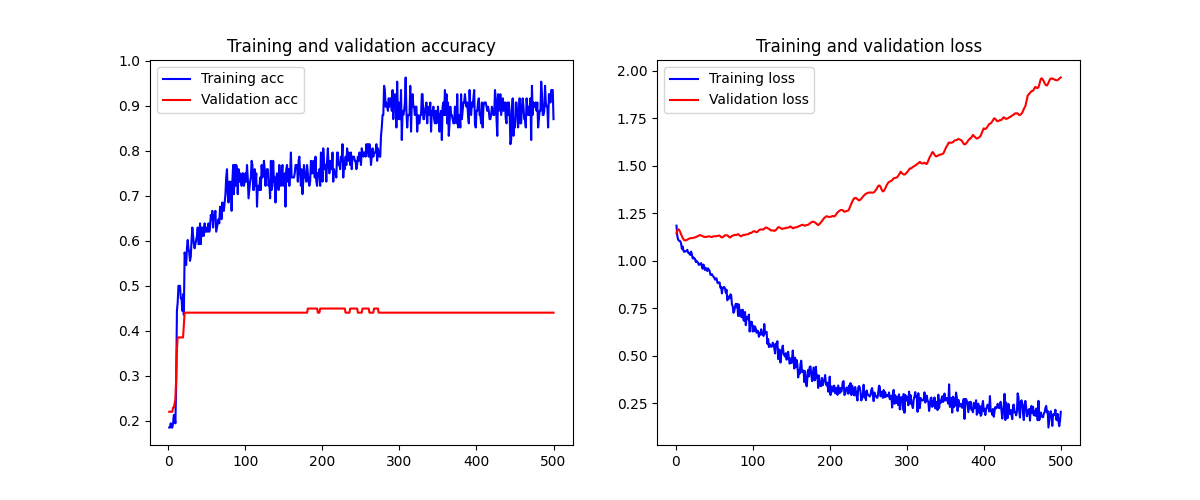 Training and validation accuracy
Training acc
Validation acc
1.0
0.9
0.8
0.7
0.6
0.5
0.4
0.3
0.2
0 100 200 300 400 500
Training and validation loss
Training loss
Validation loss
2.00
1.75
1.50
1.25
1.00
0.75
0.50
0.25
0 100 200 300 400 500